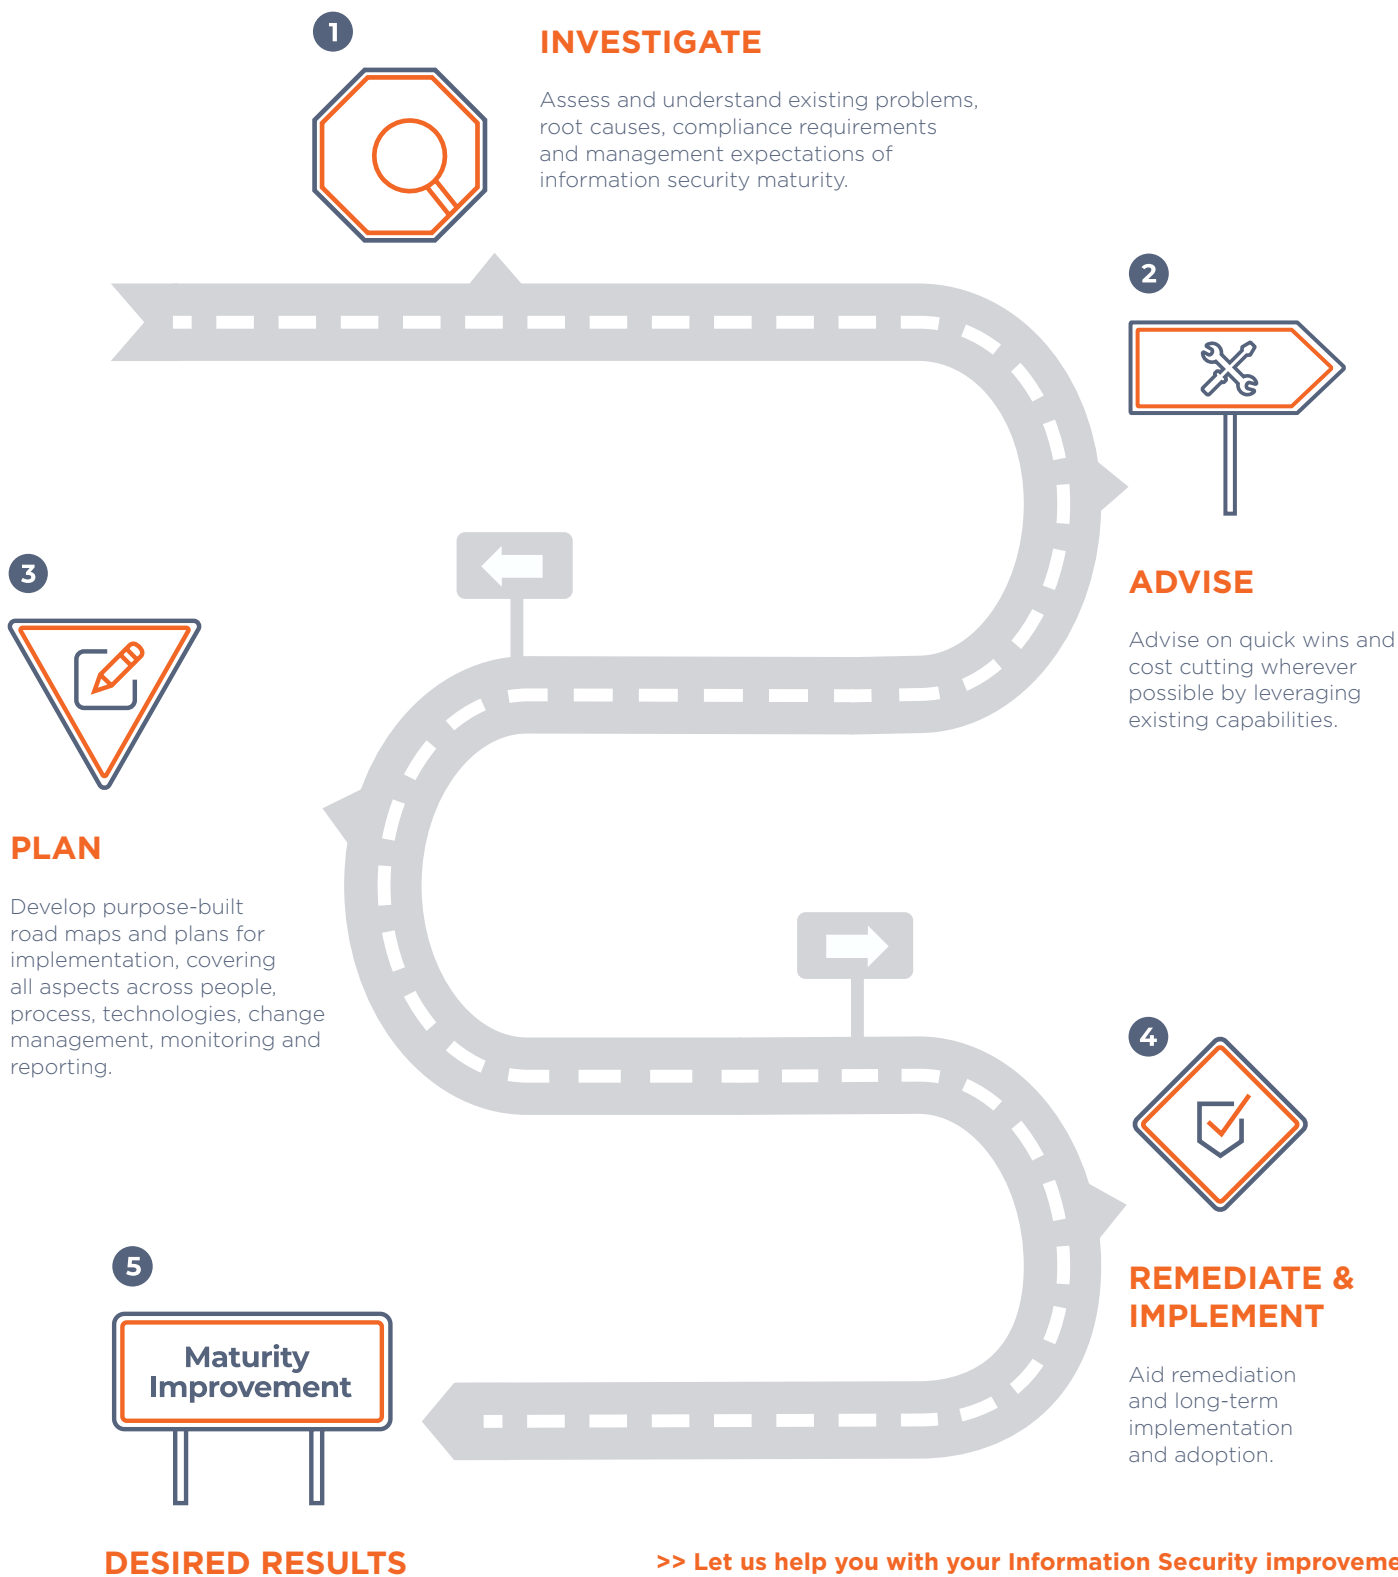 1
INVESTIGATE
Assess and understand existing problems,
root causes, compliance requirements
and management expectations of
information security maturity.
2
ADVISE
Advise on quick wins and
cost cutting wherever
possible by leveraging
existing capabilities.
3
PLAN
Develop purpose-built
road maps and plans for
implementation, covering
all aspects across people,
process, technologies, change
management, monitoring and
reporting.
4
REMEDIATE &
IMPLEMENT
Aid remediation
and long-term
implementation
and adoption.
5
Maturity
Improvement
DESIRED RESULTS
>> Let us help you with your Information Security